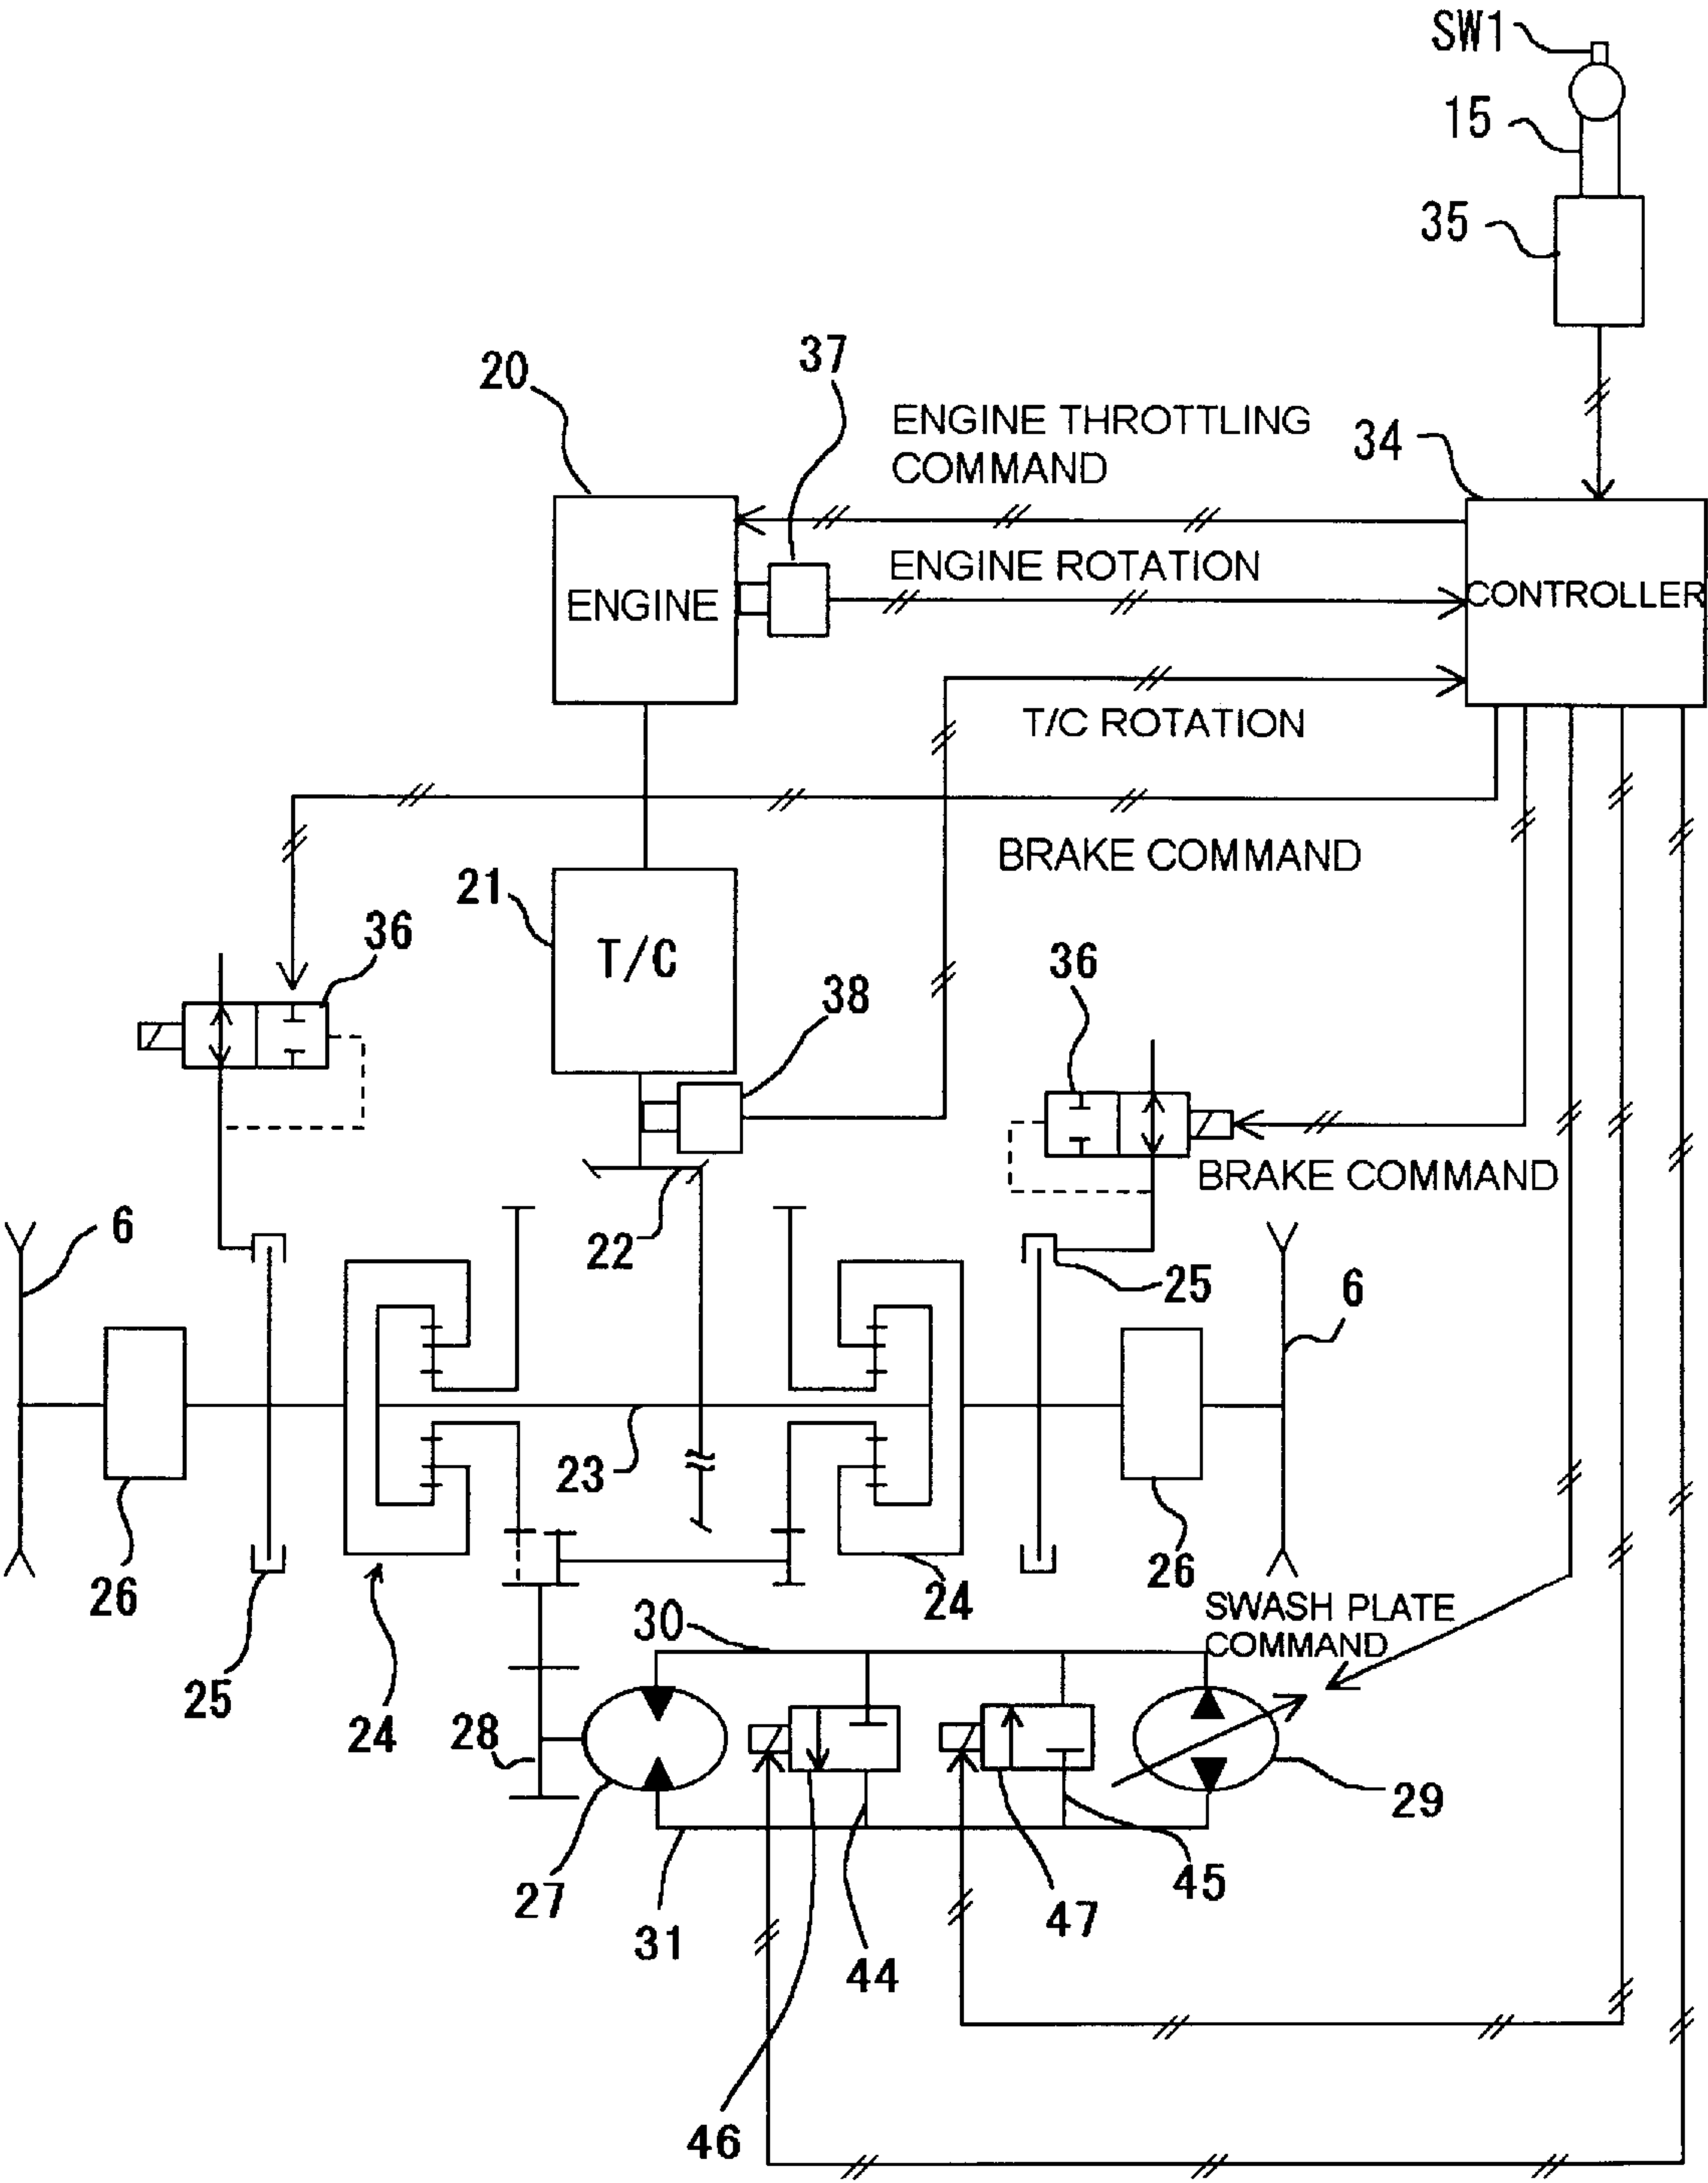 SW1
15
35
37
20
ENGINE THROTTLING
COMMAND
34
ENGINE ROTATION
ENGINE
CONTROLLER
T/C ROTATION
BRAKE COMMAND
21
36
T/C
36
38
BRAKE COMMAND
6
22
25
6
23
26
26
24
SWASH PLATE
COMMAND
30
25
24
28
29
27
45
47
31
44
46